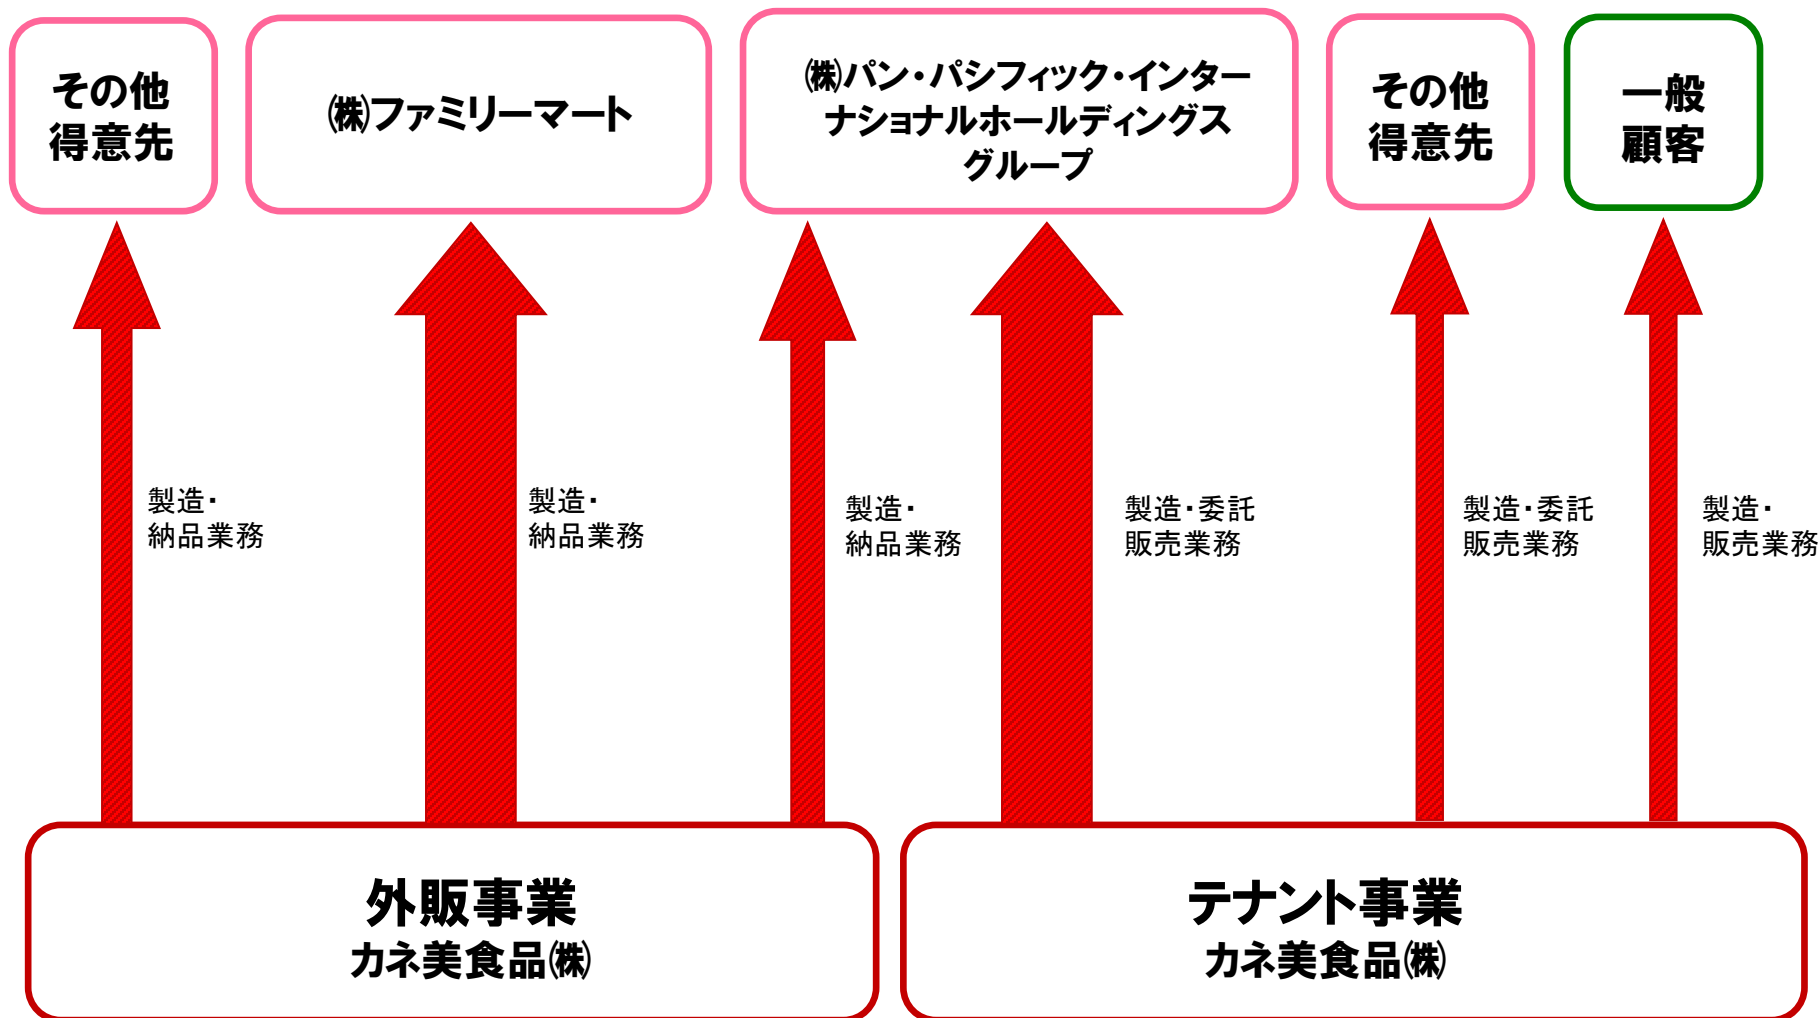 その他
得意先
㈱ファミリーマート
㈱パン・パシフィック・インター
ナショナルホールディングス
グループ
その他
得意先
一般
顧客
製造・
納品業務
製造・
納品業務
製造・
納品業務
製造・委託
販売業務
製造・委託
販売業務
製造・
販売業務
外販事業
カネ美食品㈱
テナント事業
カネ美食品㈱